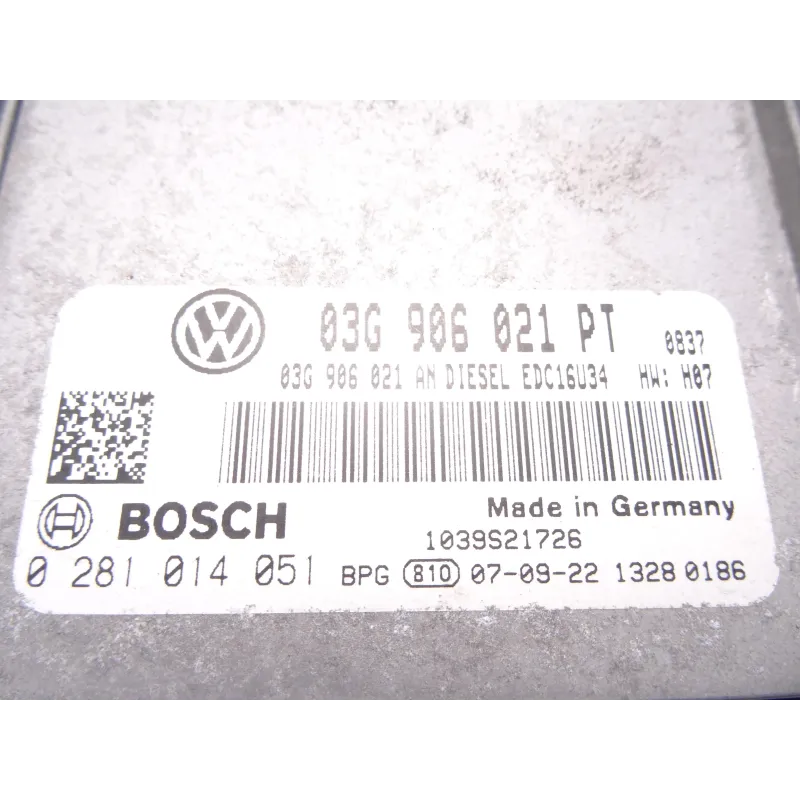 03G 906 021 PT 0837
03G 906 021 AN DIESEL EDC16U34 HW: H07
BOSCH
Made in Germany
1039S21726
0 281 014 051 BPG 810 07-09-22 1328 0186